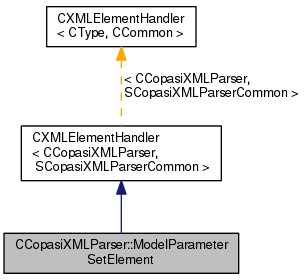 CXMLElementHandler
< CType, CCommon >
< CCopasiXMLParser,
SCopasiXMLParserCommon >
CXMLElementHandler
< CCopasiXMLParser,
SCopasiXMLParserCommon >
CCopasiXMLParser::ModelParameter
SetElement